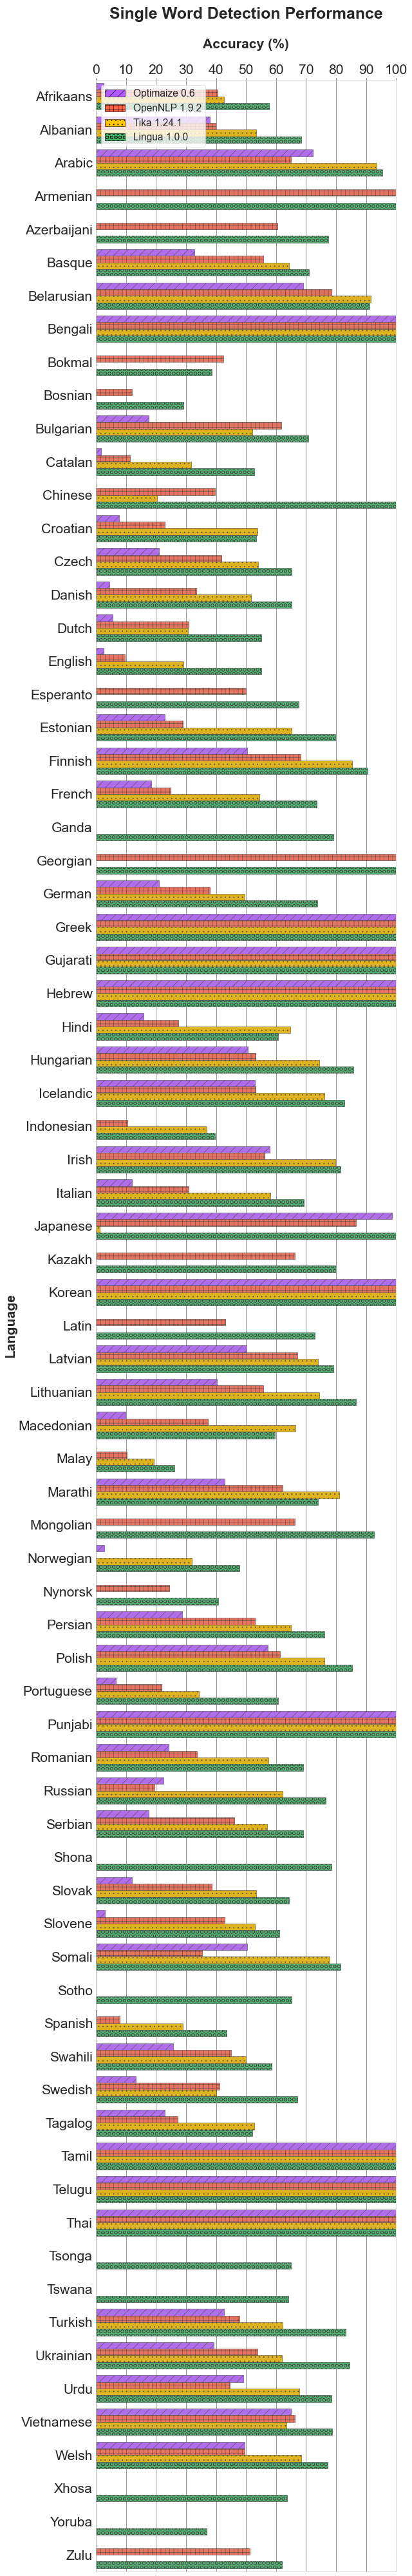 Single Word Detection Performance
Accuracy (%)
0 10 20 30 40 50 60 70 80 90 100
Optimaize 0.6
OpenNLP 1.9.2
Tika 1.24.1
Lingua 1.0.0
Language
Afrikaans
Albanian
Arabic
Armenian
Azerbaijani
Basque
Belarusian
Bengali
Bokmal
Bosnian
Bulgarian
Catalan
Chinese
Croatian
Czech
Danish
Dutch
English
Esperanto
Estonian
Finnish
French
Ganda
Georgian
German
Greek
Gujarati
Hebrew
Hindi
Hungarian
Icelandic
Indonesian
Irish
Italian
Japanese
Kazakh
Korean
Latin
Latvian
Lithuanian
Macedonian
Malay
Marathi
Mongolian
Norwegian
Nynorsk
Persian
Polish
Portuguese
Punjabi
Romanian
Russian
Serbian
Shona
Slovak
Slovene
Somali
Sotho
Spanish
Swahili
Swedish
Tagalog
Tamil
Telugu
Thai
Tsonga
Tswana
Turkish
Ukrainian
Urdu
Vietnamese
Welsh
Xhosa
Yoruba
Zulu